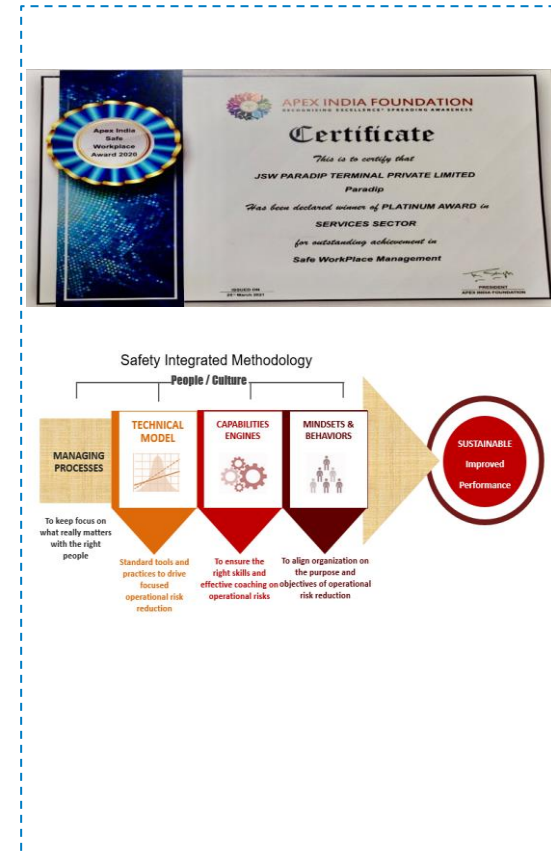 Apex India
Safe
Workplace
Award 2020
APEX INDIA FOUNDATION
RECOGNISING EXCELLENCE* SPREADING AWARENESS
Certificate
This is to certify that
JSW PARADIP TERMINAL PRIVATE LIMITED
Paradip
Has been declared winner of PLATINUM AWARD in
SERVICES SECTOR
for outstanding achievement in
Safe WorkPlace Management
ISSUED ON
PRESIDENT
APEX INDIA FOUNDATION
Safety Integrated Methodology
People / Culture
MANAGING
PROCESSES
To keep focus on
what really matters
with the right
people
TECHNICAL
MODEL
Standard tools and
practices to drive
focused
operational risk
reduction
CAPABILITIES
ENGINES
To ensure the
right skills and
effective coaching on
operational risks
MINDSETS &
BEHAVIORS
To align organization on
the purpose and
objectives of operational
risk reduction
SUSTAINABLE
Improved
Performance